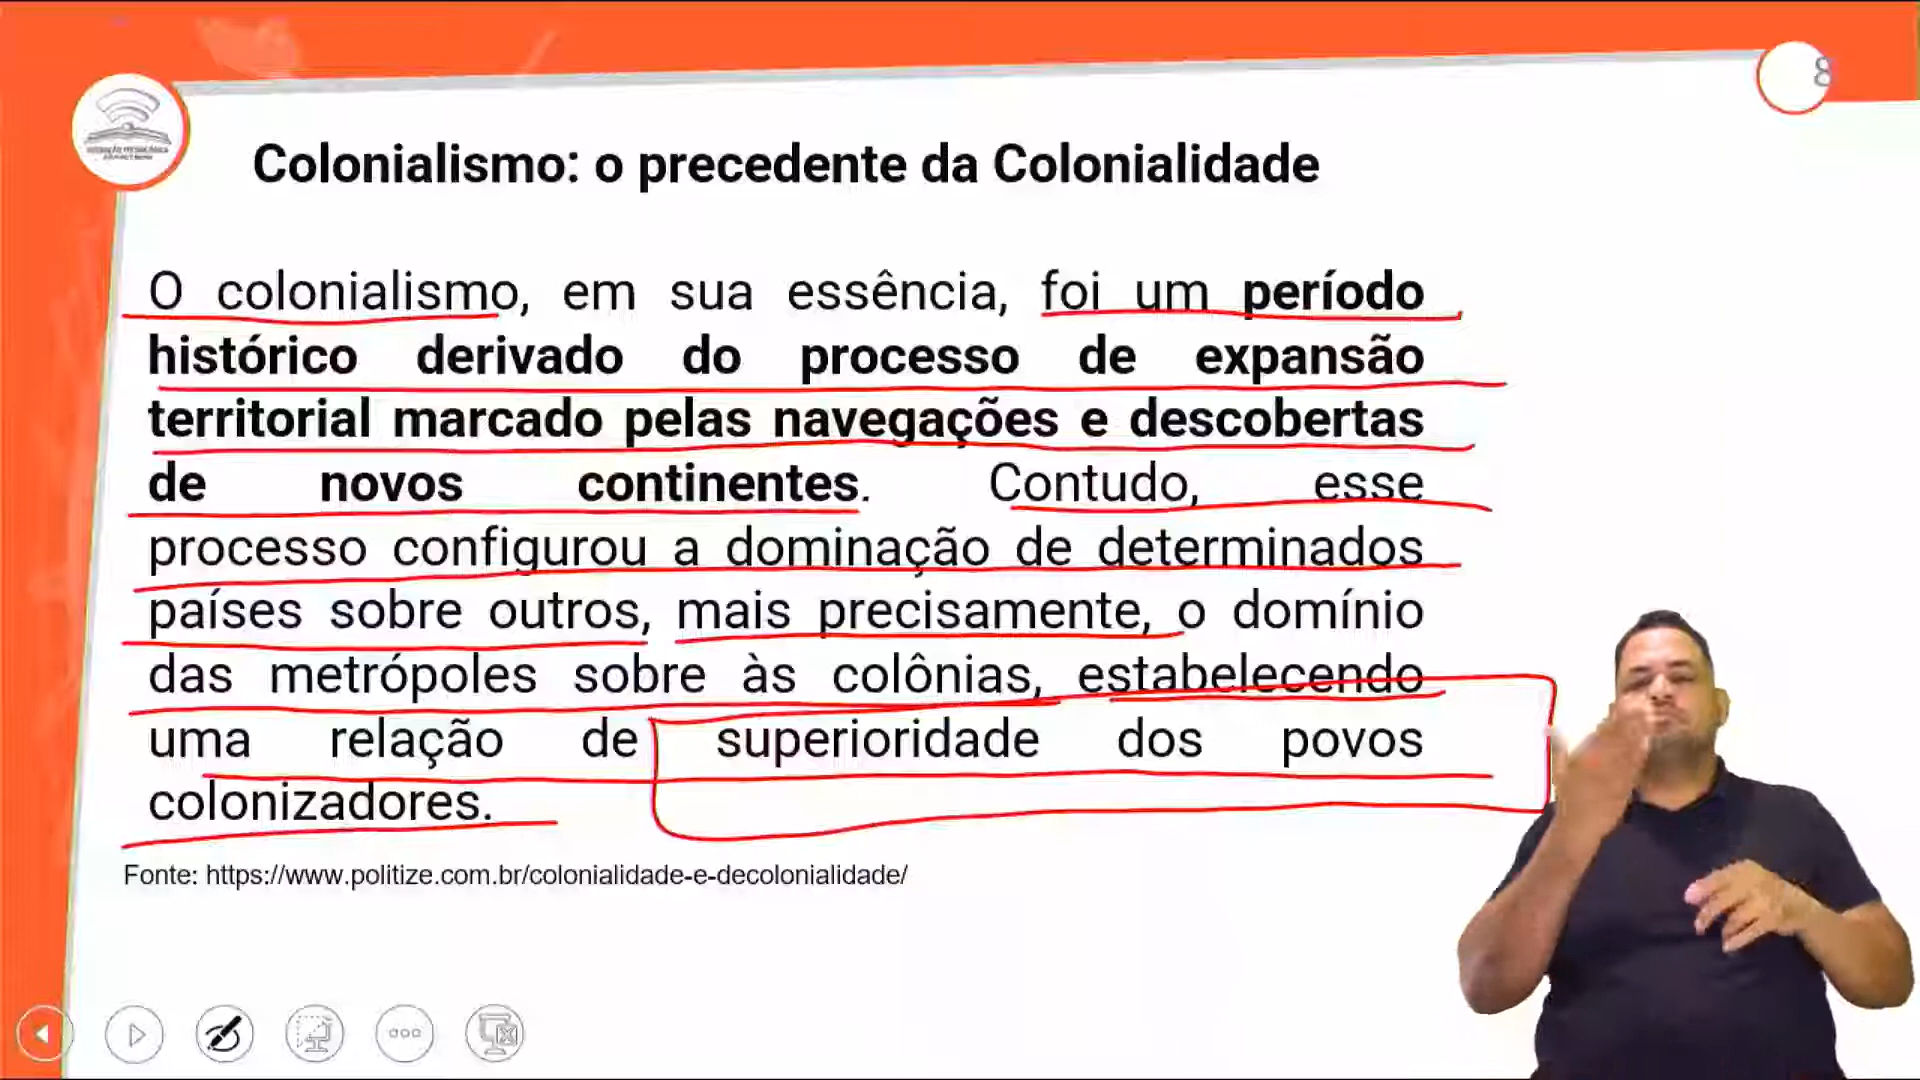 8
Colonialismo: o precedente da Colonialidade
O colonialismo, em sua essência, foi um período
histórico derivado do processo de expansão
territorial marcado pelas navegações e descobertas
de novos continentes. Contudo, esse
processo configurou a dominação de determinados
países sobre outros, mais precisamente, o domínio
das metrópoles sobre às colônias, estabelecendo
uma relação de superioridade dos povos
colonizadores.
Fonte: https://www.politize.com.br/colonialidade-e-decolonialidade/